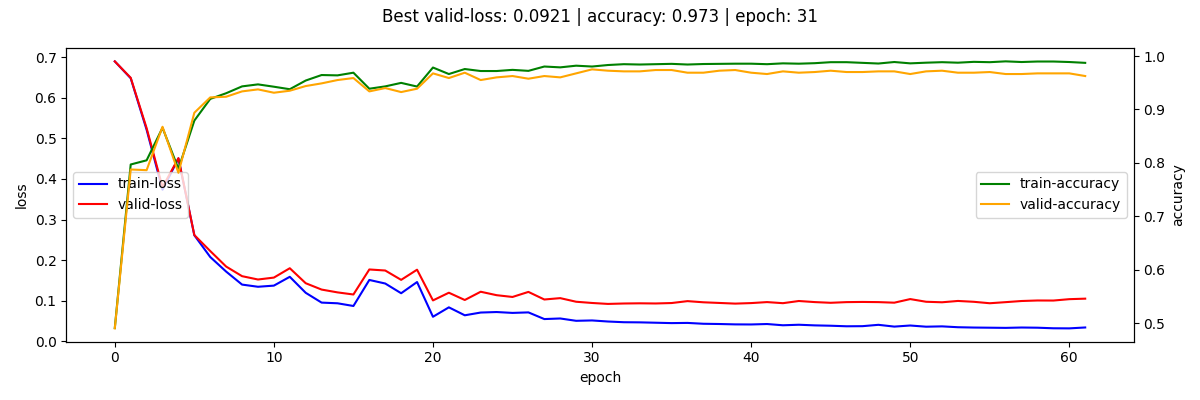 Best valid-loss: 0.0921 | accuracy: 0.973 | epoch: 31
0.7
0.6
0.5
0.4
0.3
0.2
0.1
0.0
loss
train-loss
valid-loss
train-accuracy
valid-accuracy
1.0
0.9
0.8
0.7
0.6
0.5
accuracy
0 10 20 30 40 50 60
epoch